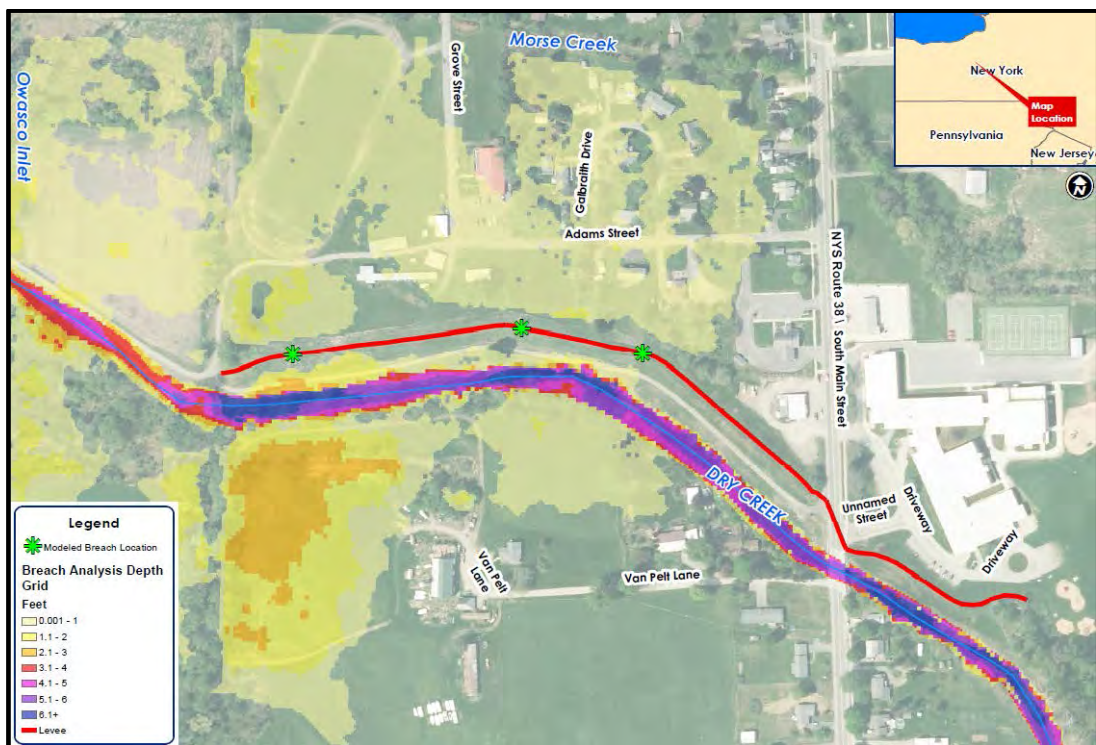 Morse Creek
Owasco Inlet
Grove Street
Galbraith Drive
Adams Street
NYS Route 38 \ South Main Street
New York
Map
Location
Pennsylvania
New Jersey
N
DRY CREEK
Unnamed
Street
Driveway
Driveway
Van Pelt
Lane
Van Pelt Lane
Legend
Modeled Breach Location
Breach Analysis Depth
Grid
Feet
0.001 - 1
1.1 - 2
2.1 - 3
3.1 - 4
4.1 - 5
5.1 - 6
6.1+
Levee